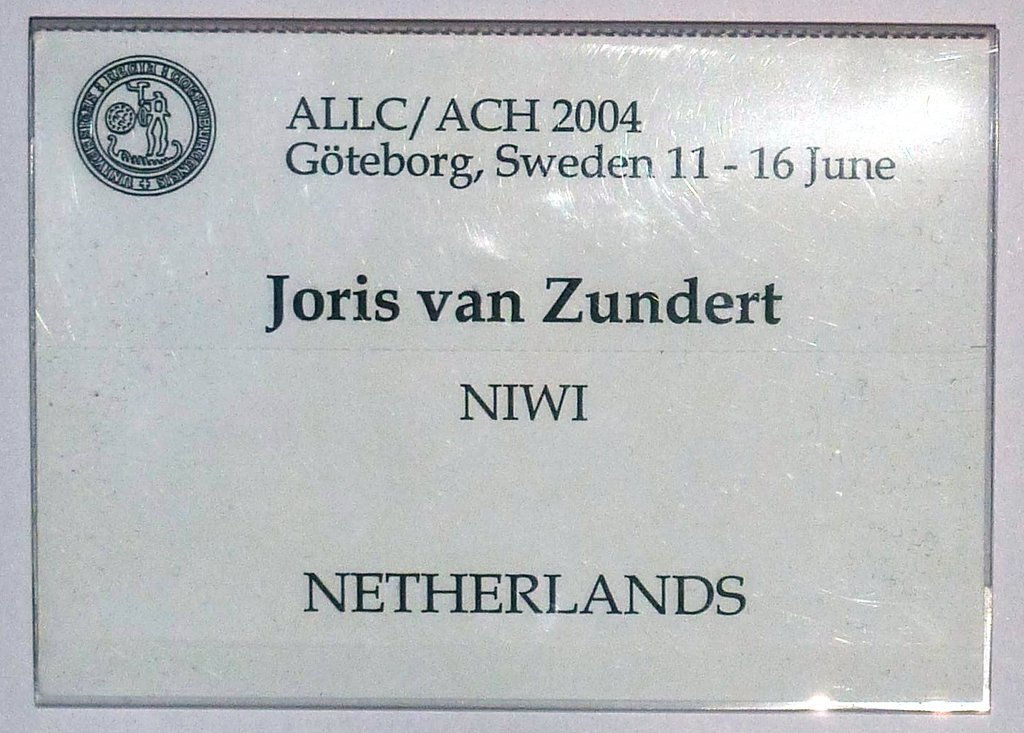 ALLC/ACH 2004
Göteborg, Sweden 11 - 16 June
Joris van Zundert
NIWI
NETHERLANDS